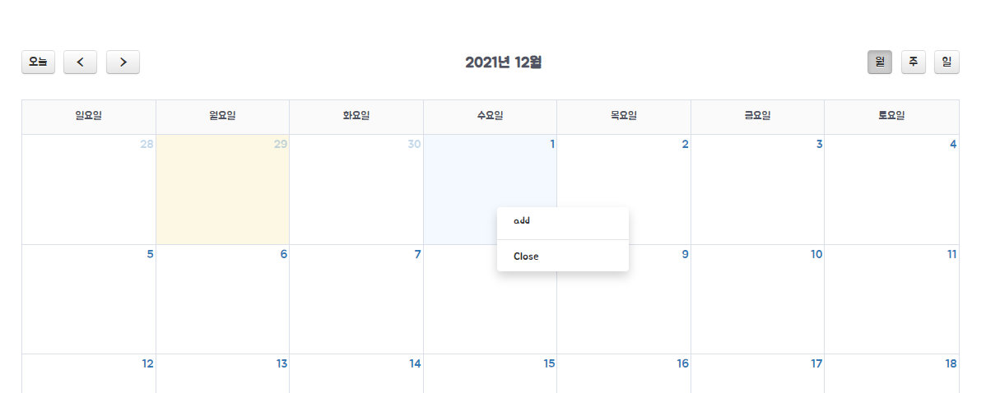 오늘 < > 2021년 12월 월 주 일
일요일 월요일 화요일 수요일 목요일 금요일 토요일
28 29 30 1 2 3 4
add
Close
5 6 7 9 10 11
12 13 14 15 16 17 18